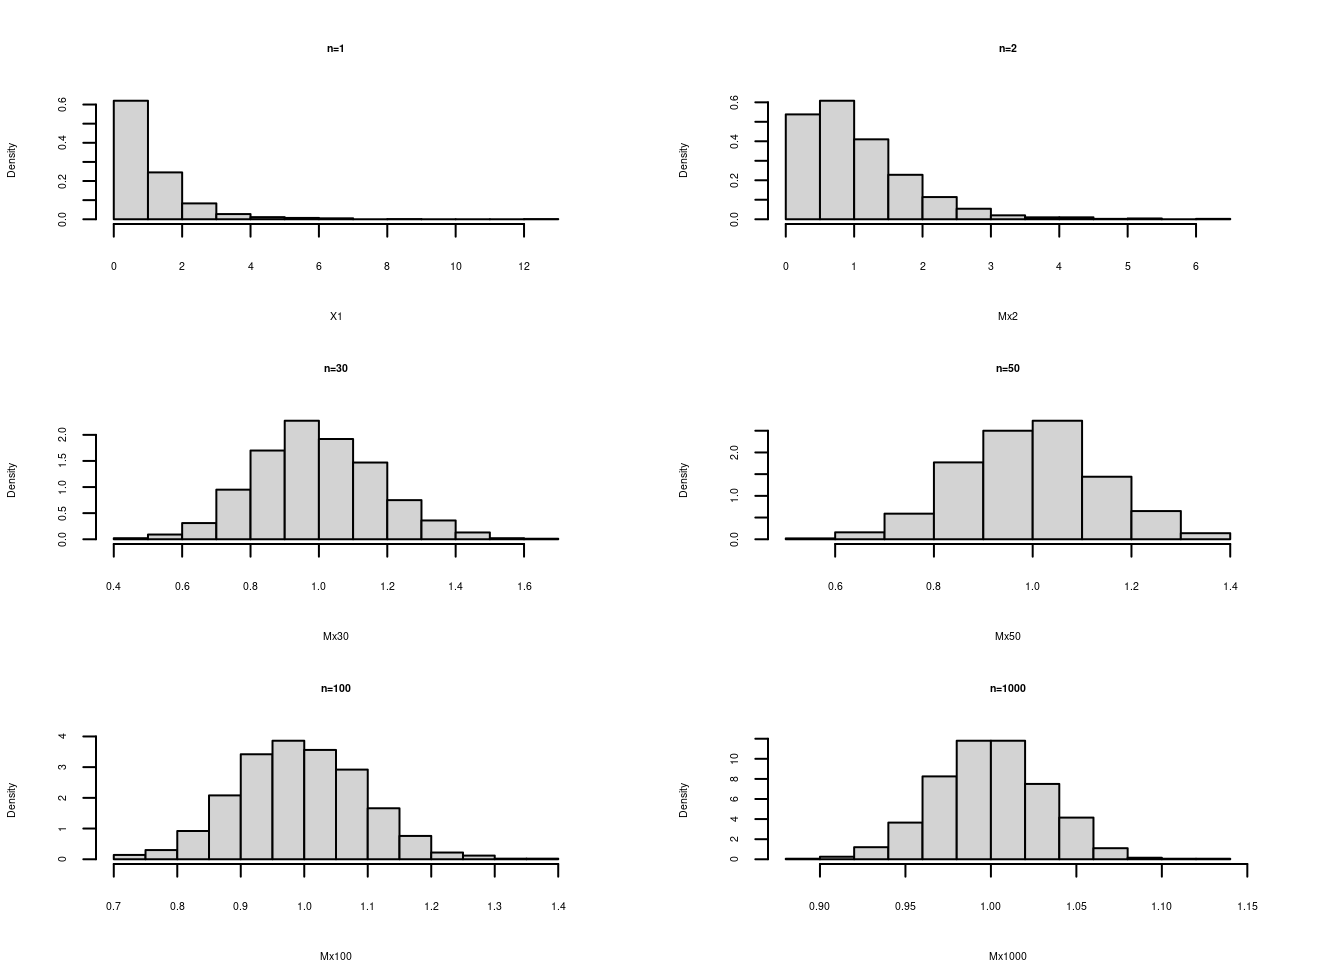 n=1
Density
0.0 0.2 0.4 0.6
0 2 4 6 8 10 12
X1
n=2
Density
0.0 0.2 0.4 0.6
0 1 2 3 4 5 6
Mx2
n=30
Density
0.0 0.5 1.0 1.5 2.0
0.4 0.6 0.8 1.0 1.2 1.4 1.6
Mx30
n=50
Density
0.0 1.0 2.0
0.6 0.8 1.0 1.2 1.4
Mx50
n=100
Density
0 1 2 3 4
0.7 0.8 0.9 1.0 1.1 1.2 1.3 1.4
Mx100
n=1000
Density
0 2 4 6 8 10
0.90 0.95 1.00 1.05 1.10 1.15
Mx1000